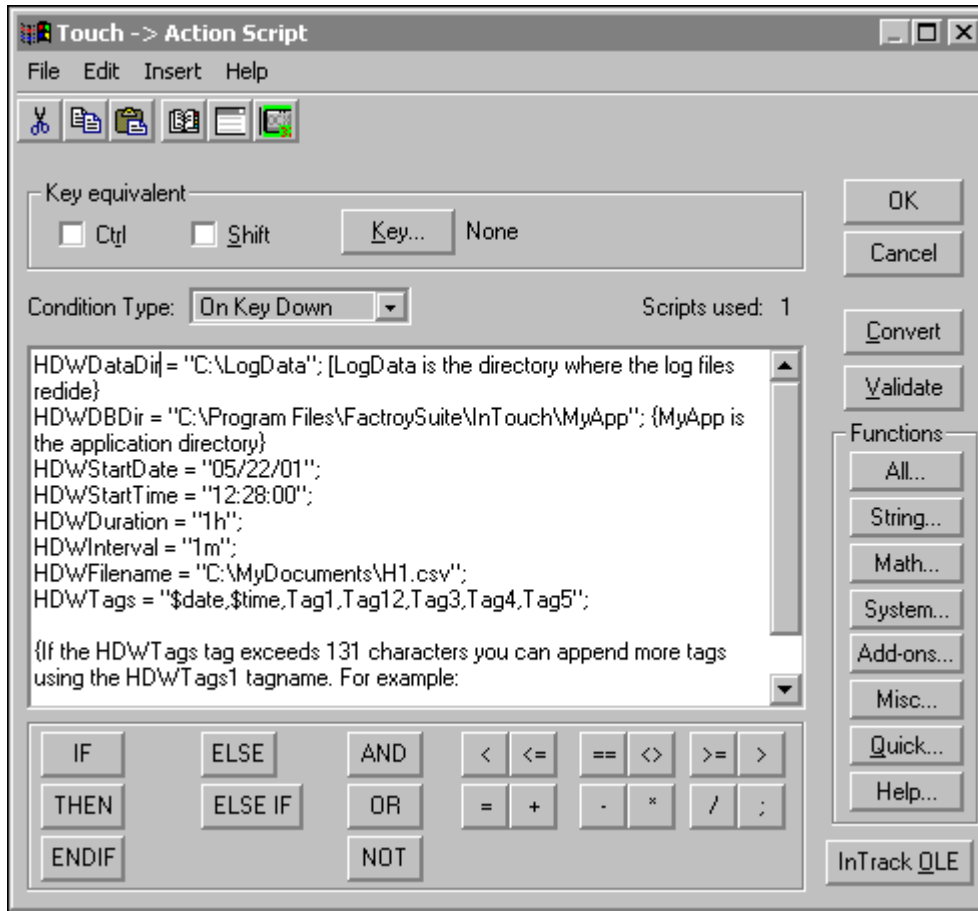 Touch -> Action Script
File Edit Insert Help
Key equivalent
Ctrl Shift Key... None
OK
Cancel
Condition Type: On Key Down Scripts used: 1
Convert
Validate
HDWDataDir = "C:\LogData"; [LogData is the directory where the log files
redide}
HDWDBDir = "C:\Program Files\FactroySuite\InTouch\MyApp"; {MyApp is
the application directory}
HDWStartDate = "05/22/01";
HDWStartTime = "12:28:00";
HDWDuration = "1h";
HDWInterval = "1m";
HDWFilename = "C:\MyDocuments\H1.csv";
HDWTags = "$date,$time,Tag1,Tag12,Tag3,Tag4,Tag5";
{If the HDWTags tag exceeds 131 characters you can append more tags
using the HDWTags1 tagname. For example:
Functions
All...
String...
Math...
System...
Add-ons...
Misc...
Quick...
Help...
IF ELSE AND < <= == <> >= >
THEN ELSE IF OR = + - * / ;
ENDIF NOT
InTrack OLE